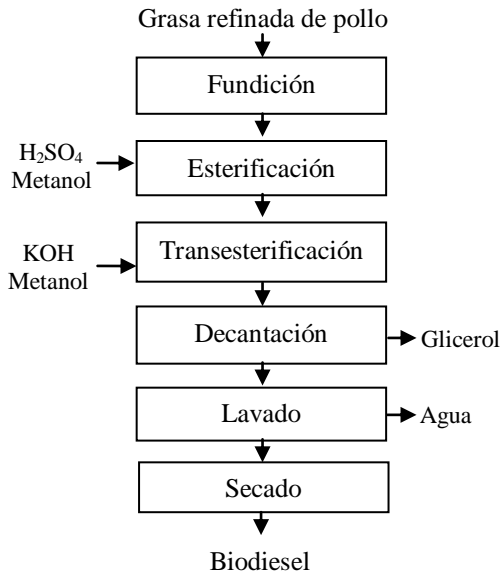 Grasa refinada de pollo
Fundición
H₂SO₄
Metanol
Esterificación
KOH
Metanol
Transesterificación
Decantación
Glicerol
Lavado
Agua
Secado
Biodiesel